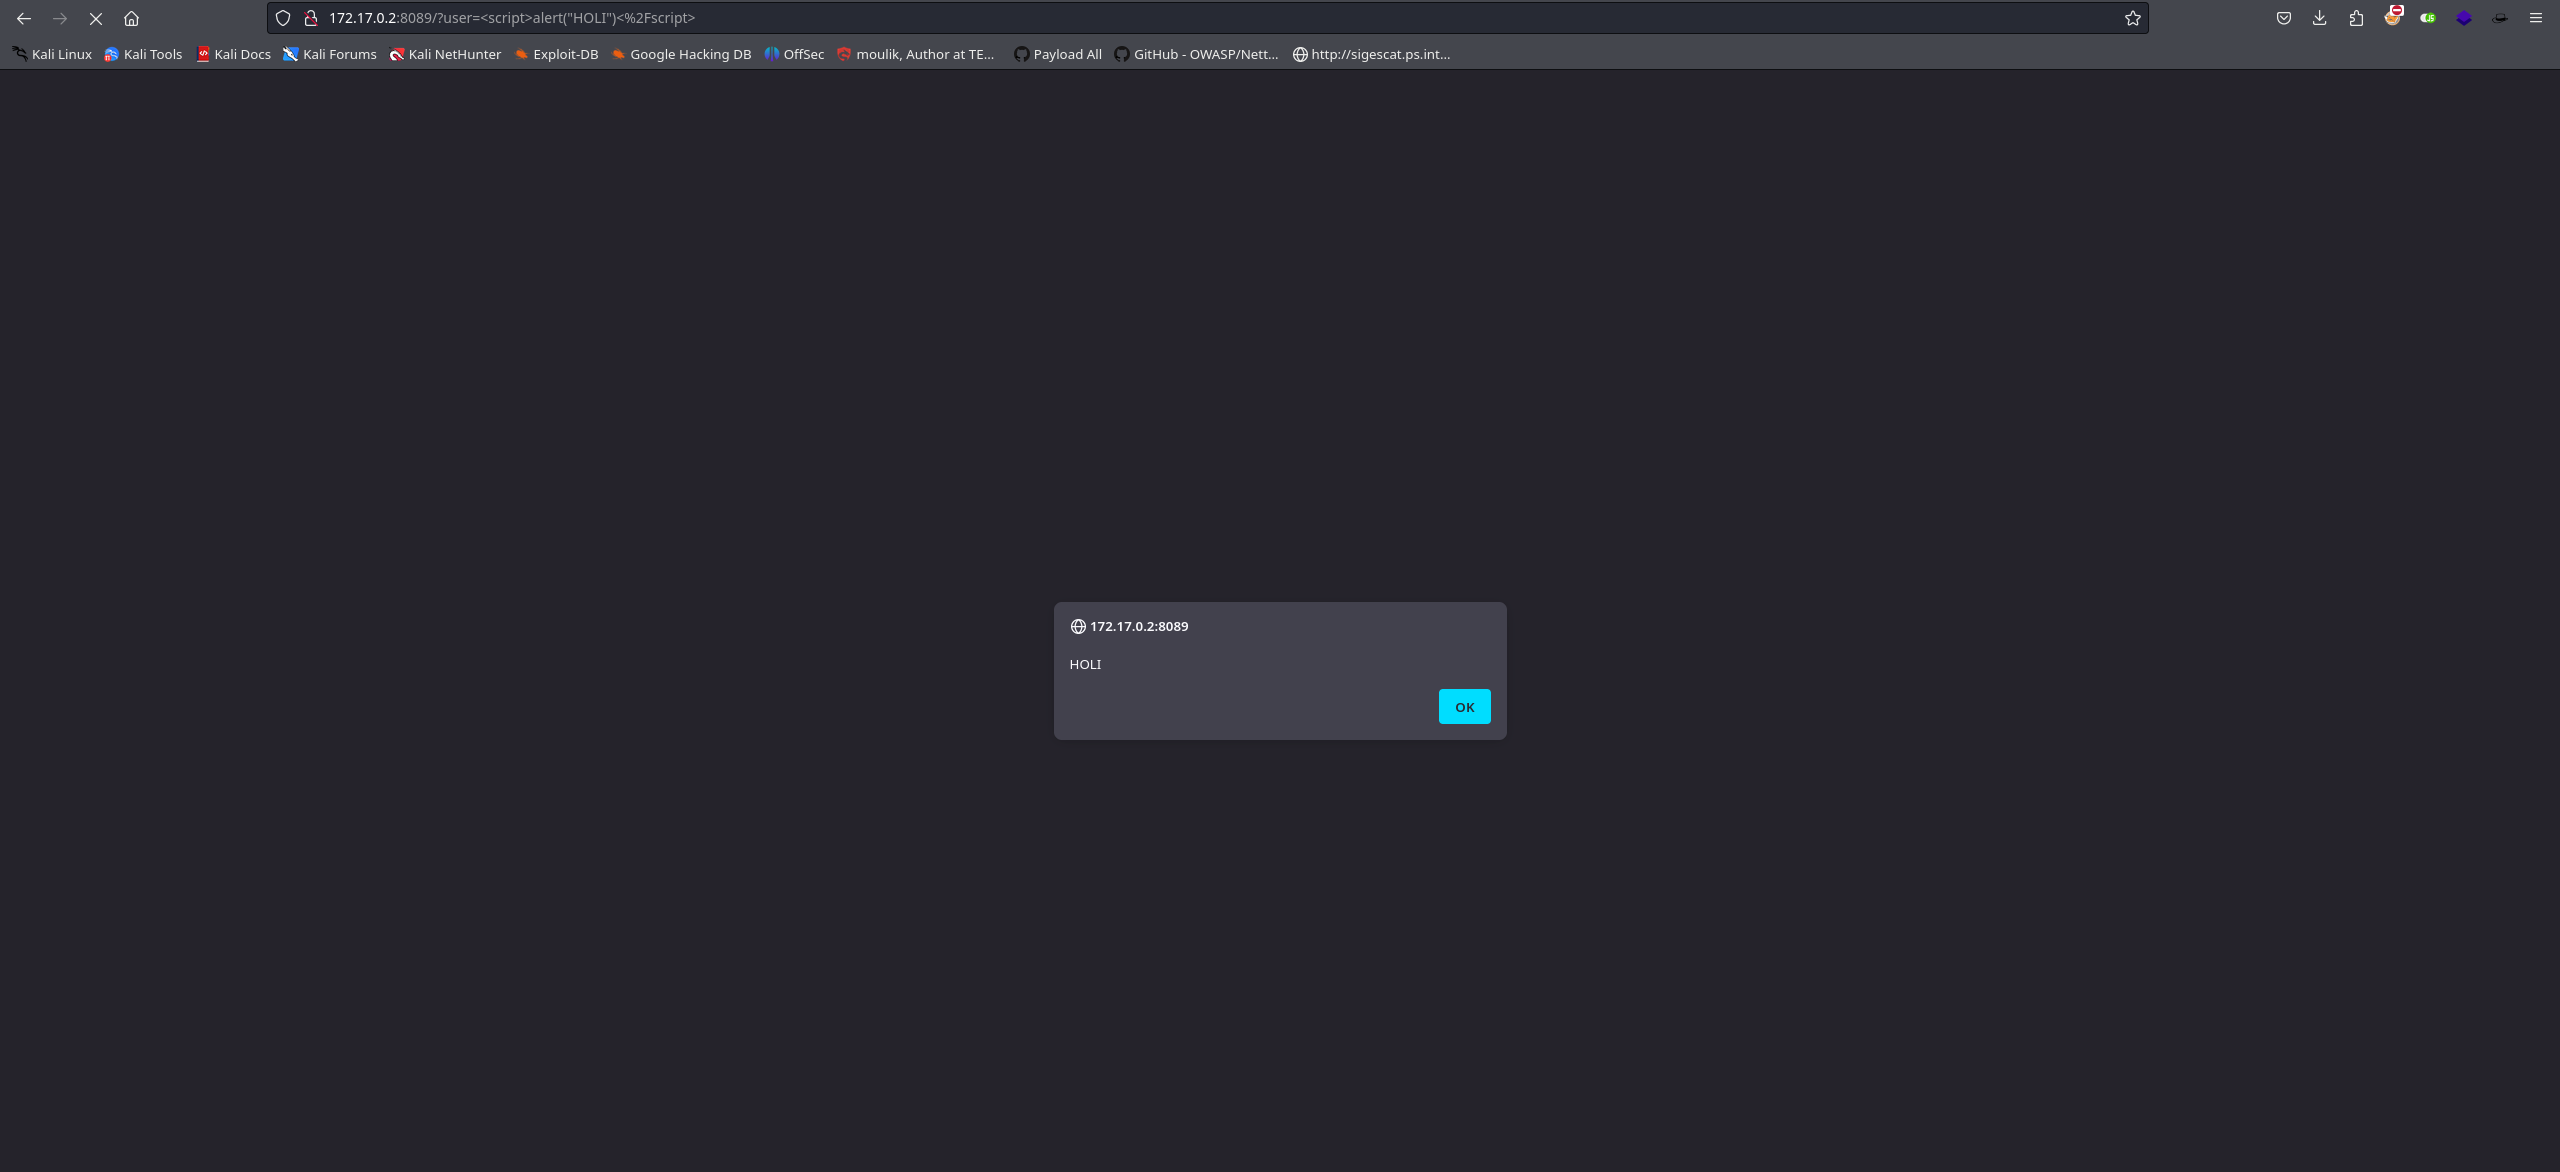 172.17.0.2:8089/?user=<script>alert("HOLI")<%2Fscript>
Kali Linux Kali Tools Kali Docs Kali Forums Kali NetHunter Exploit-DB Google Hacking DB OffSec moulik, Author at TE... Payload All GitHub - OWASP/Nett... http://sigescat.ps.int...
172.17.0.2:8089
HOLI
OK